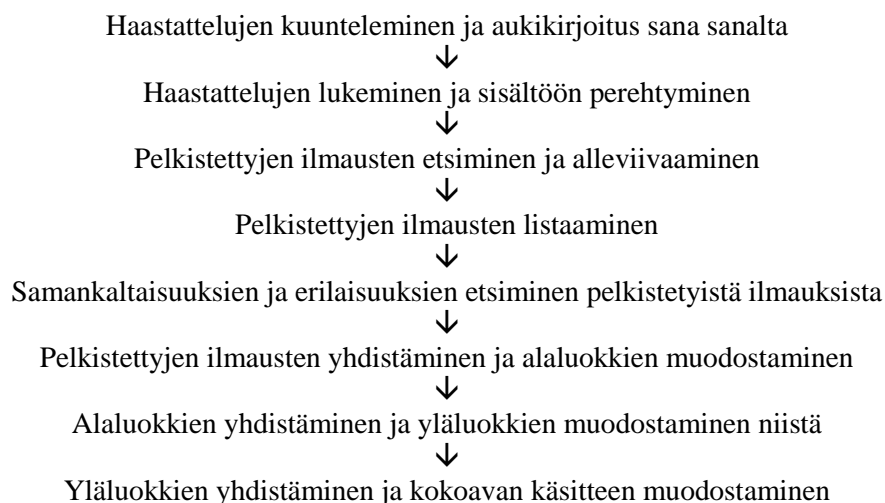 Haastattelujen kuunteleminen ja aukikirjoitus sana sanalta
↓
Haastattelujen lukeminen ja sisältöön perehtyminen
↓
Pelkistettyjen ilmausten etsiminen ja alleviivaaminen
↓
Pelkistettyjen ilmausten listaaminen
↓
Samankaltaisuuksien ja erilaisuuksien etsiminen pelkistetyistä ilmauksista
↓
Pelkistettyjen ilmausten yhdistäminen ja alaluokkien muodostaminen
↓
Alaluokkien yhdistäminen ja yläluokkien muodostaminen niistä
↓
Yläluokkien yhdistäminen ja kokoavan käsitteen muodostaminen